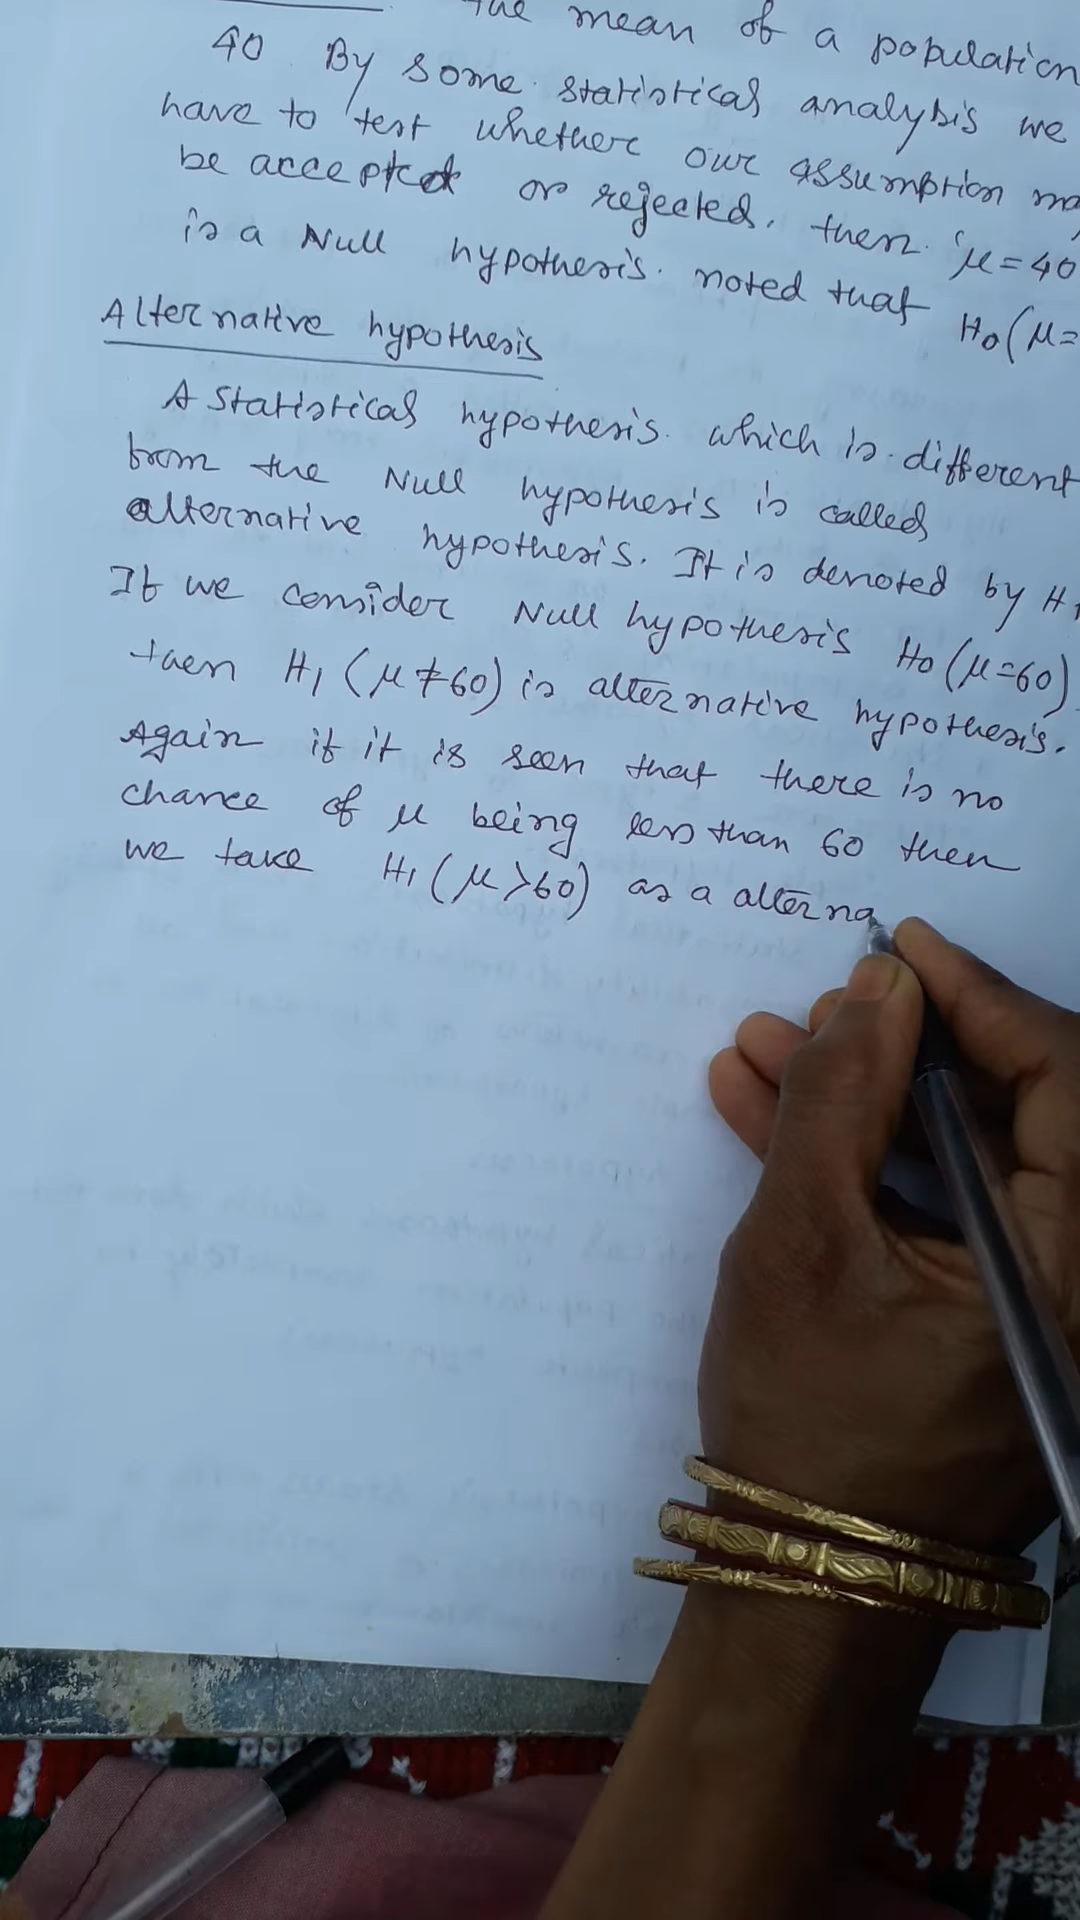 the mean of a population
40 By some statistical analysis we
have to test whether our assumption
be accepted or rejected. then 'μ=40
is a Null hypothesis. noted that H0(μ=
Alternative hypothesis
A statistical hypothesis. which is different
from the Null hypothesis is called
alternative hypothesis. It is denoted by H1
If we consider Null hypothesis H0(μ=60)
then H1(μ≠60) is alternative hypothesis.
Again if it is seen that there is no
chance of μ being less than 60 then
we take H1(μ>60) as a alterna